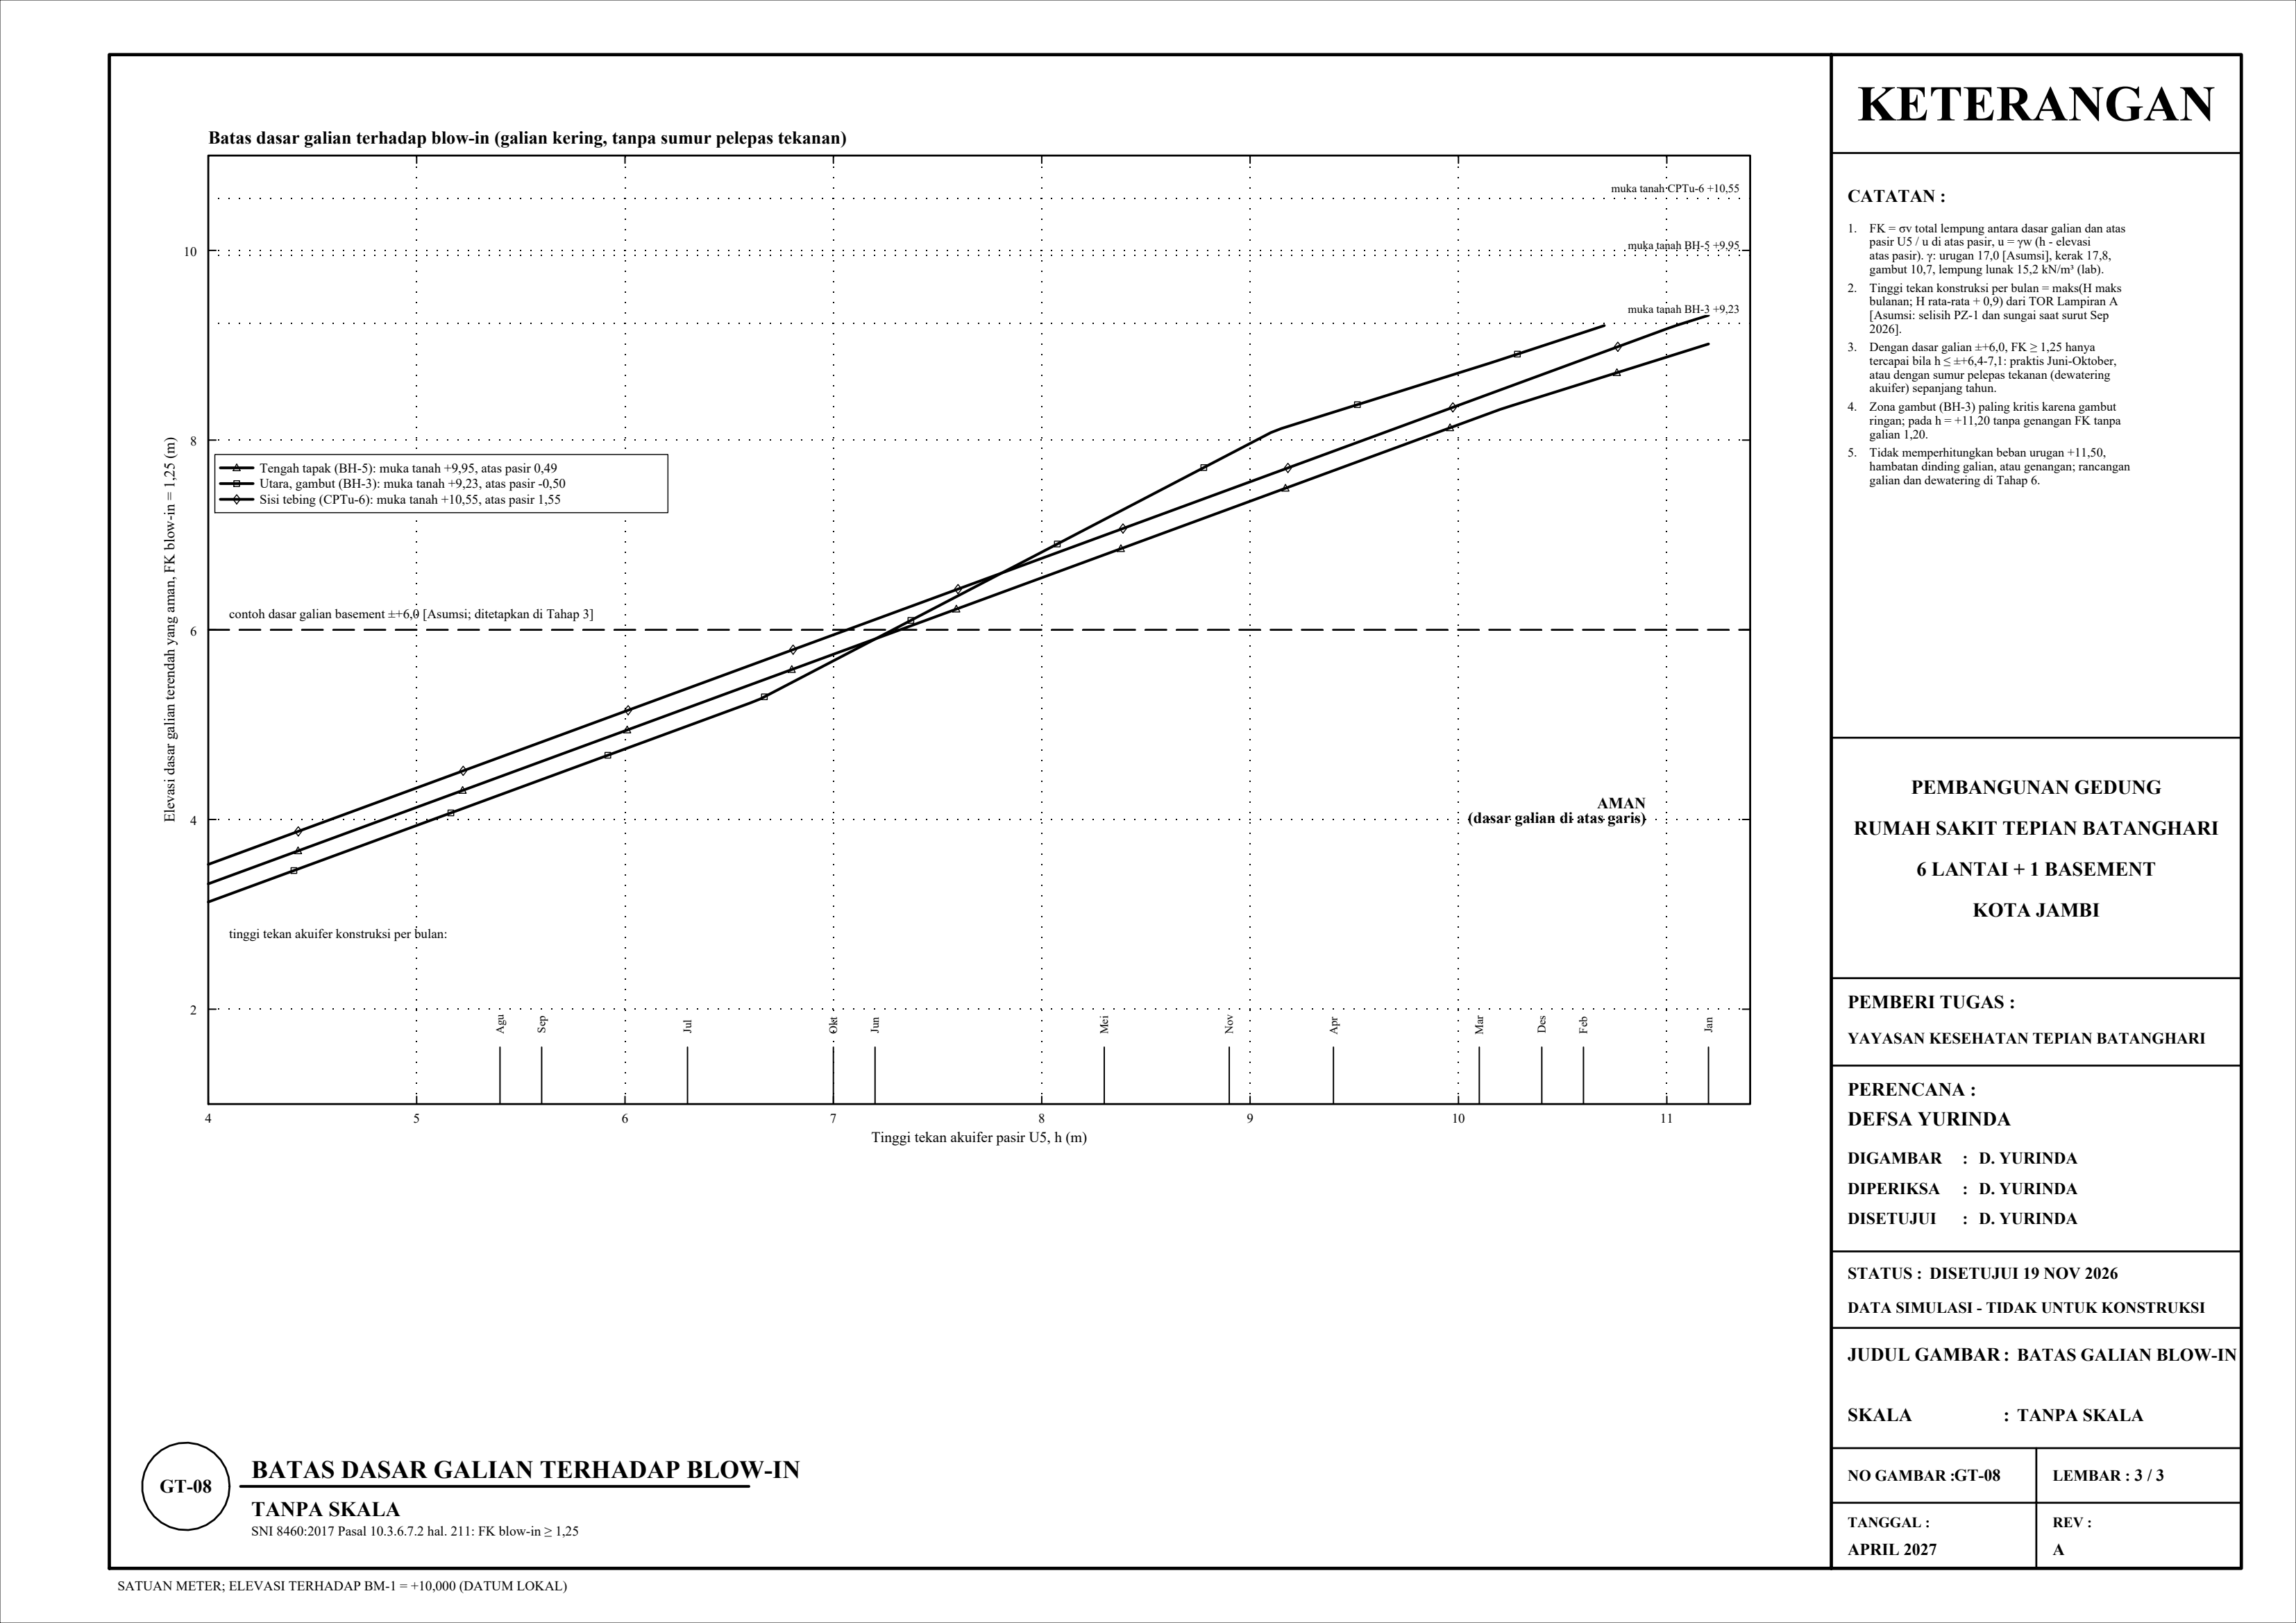 Batas dasar galian terhadap blow-in (galian kering, tanpa sumur pelepas tekanan)
Elevasi dasar galian terendah yang aman, FK blow-in = 1,25 (m)
10
8
6
4
2
muka tanah CPTu-6 +10,55
muka tanah BH-5 +9,95
muka tanah BH-3 +9,23
Tengah tapak (BH-5): muka tanah +9,95, atas pasir 0,49
Utara, gambut (BH-3): muka tanah +9,23, atas pasir -0,50
Sisi tebing (CPTu-6): muka tanah +10,55, atas pasir 1,55
contoh dasar galian basement ±+6,0 [Asumsi; ditetapkan di Tahap 3]
AMAN
(dasar galian di atas garis)
tinggi tekan akuifer konstruksi per bulan:
Agu
Sep
Jul
Okt
Jun
Mei
Nov
Apr
Mar
Des
Feb
Jan
4
5
6
7
8
9
10
11
Tinggi tekan akuifer pasir U5, h (m)
GT-08
BATAS DASAR GALIAN TERHADAP BLOW-IN
TANPA SKALA
SNI 8460:2017 Pasal 10.3.6.7.2 hal. 211: FK blow-in ≥ 1,25
SATUAN METER; ELEVASI TERHADAP BM-1 = +10,000 (DATUM LOKAL)
KETERANGAN
CATATAN :
1. FK = σv total lempung antara dasar galian dan atas
pasir U5 / u di atas pasir, u = γw (h - elevasi
atas pasir). γ: urugan 17,0 [Asumsi], kerak 17,8,
gambut 10,7, lempung lunak 15,2 kN/m³ (lab).
2. Tinggi tekan konstruksi per bulan = maks(H maks
bulanan; H rata-rata + 0,9) dari TOR Lampiran A
[Asumsi: selisih PZ-1 dan sungai saat surut Sep
2026].
3. Dengan dasar galian ±+6,0, FK ≥ 1,25 hanya
tercapai bila h ≤ ±+6,4-7,1: praktis Juni-Oktober,
atau dengan sumur pelepas tekanan (dewatering
akuifer) sepanjang tahun.
4. Zona gambut (BH-3) paling kritis karena gambut
ringan; pada h = +11,20 tanpa genangan FK tanpa
galian 1,20.
5. Tidak memperhitungkan beban urugan +11,50,
hambatan dinding galian, atau genangan; rancangan
galian dan dewatering di Tahap 6.
PEMBANGUNAN GEDUNG
RUMAH SAKIT TEPIAN BATANGHARI
6 LANTAI + 1 BASEMENT
KOTA JAMBI
PEMBERI TUGAS :
YAYASAN KESEHATAN TEPIAN BATANGHARI
PERENCANA :
DEFSA YURINDA
DIGAMBAR : D. YURINDA
DIPERIKSA : D. YURINDA
DISETUJUI : D. YURINDA
STATUS : DISETUJUI 19 NOV 2026
DATA SIMULASI - TIDAK UNTUK KONSTRUKSI
JUDUL GAMBAR : BATAS GALIAN BLOW-IN
SKALA : TANPA SKALA
NO GAMBAR :GT-08
LEMBAR : 3 / 3
TANGGAL :
APRIL 2027
REV :
A